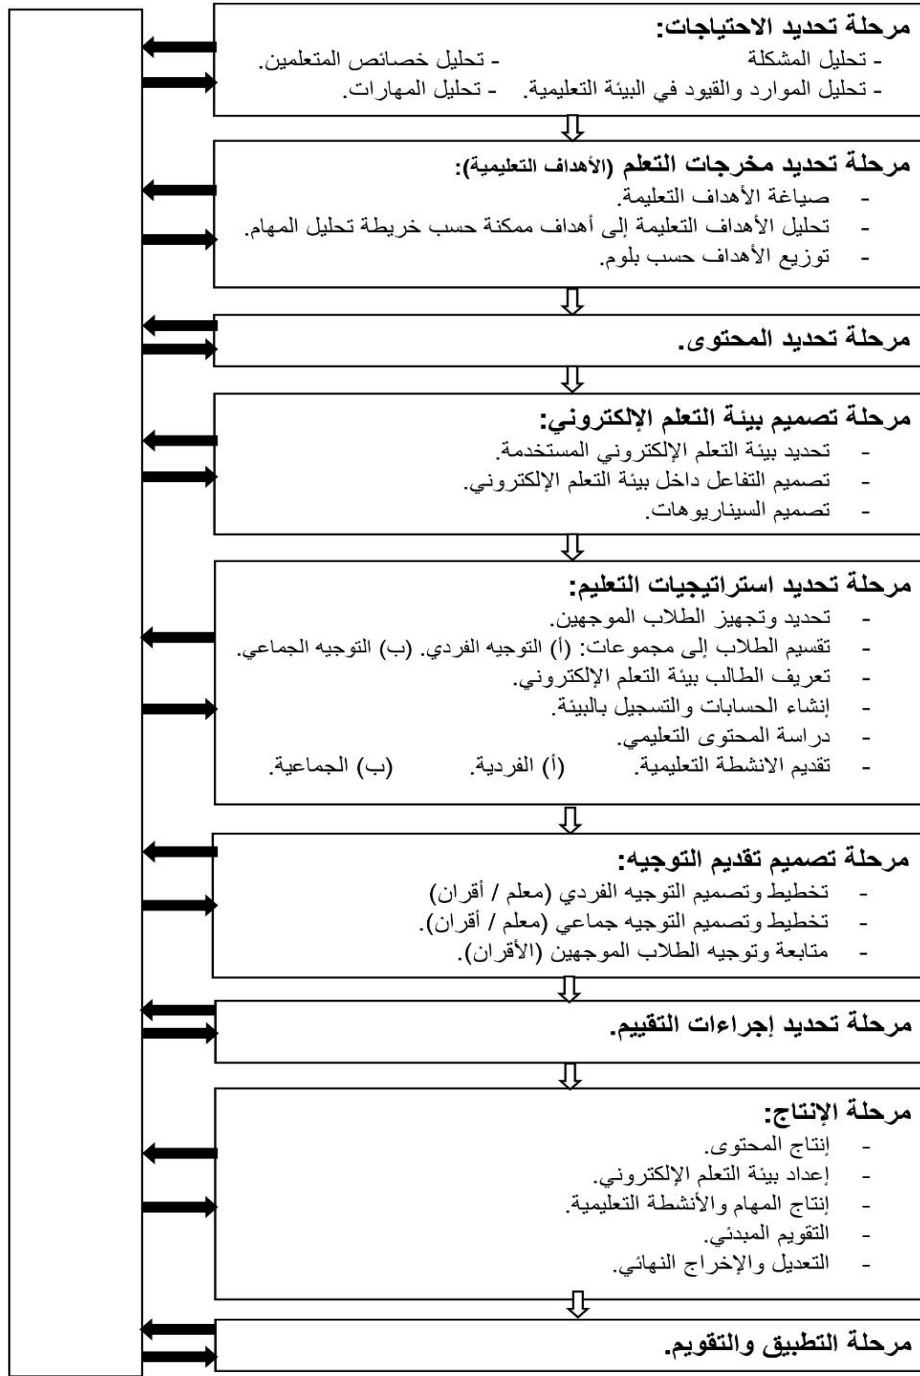 مرحلة تحديد الاحتياجات:
- تحليل المشكلة - تحليل خصائص المتعلمين.
- تحليل الموارد والقيود في البيئة التعليمية. - تحليل المهارات.
مرحلة تحديد مخرجات التعلم (الأهداف التعليمية):
- صياغة الأهداف التعليمة.
- تحليل الأهداف التعليمة إلى أهداف ممكنة حسب خريطة تحليل المهام.
- توزيع الأهداف حسب بلوم.
مرحلة تحديد المحتوى.
مرحلة تصميم بيئة التعلم الإلكتروني:
- تحديد بيئة التعلم الإلكتروني المستخدمة.
- تصميم التفاعل داخل بيئة التعلم الإلكتروني.
- تصميم السيناريوهات.
مرحلة تحديد استراتيجيات التعليم:
- تحديد وتجهيز الطلاب الموجهين.
- تقسيم الطلاب إلى مجموعات: (أ) التوجيه الفردي. (ب) التوجيه الجماعي.
- تعريف الطالب بيئة التعلم الإلكتروني.
- إنشاء الحسابات والتسجيل بالبيئة.
- دراسة المحتوى التعليمي.
- تقديم الانشطة التعليمية. (أ) الفردية. (ب) الجماعية.
مرحلة تصميم تقديم التوجيه:
- تخطيط وتصميم التوجيه الفردي (معلم / أقران)
- تخطيط وتصميم التوجيه جماعي (معلم / أقران).
- متابعة وتوجيه الطلاب الموجهين (الأقران).
مرحلة تحديد إجراءات التقييم.
مرحلة الإنتاج:
- إنتاج المحتوى.
- إعداد بيئة التعلم الإلكتروني.
- إنتاج المهام والأنشطة التعليمية.
- التقويم المبدئي.
- التعديل والإخراج النهائي.
مرحلة التطبيق والتقويم.